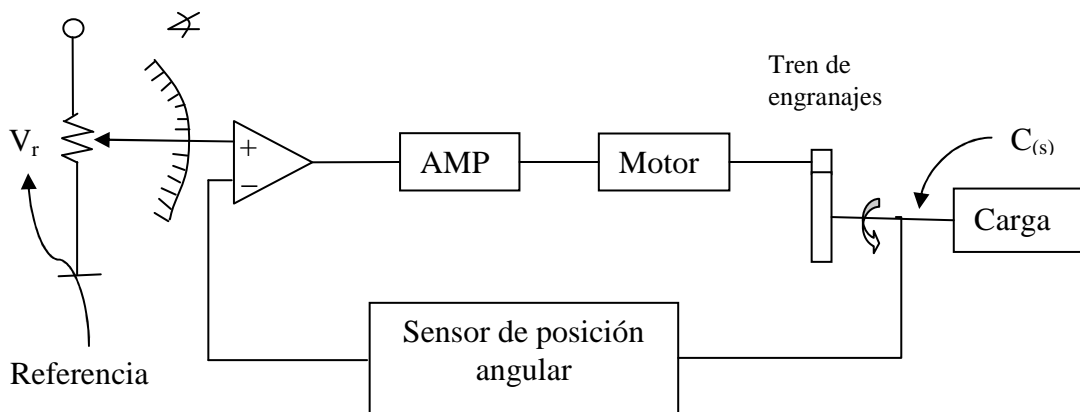 Tren de
engranajes
Vr
+
−
AMP
Motor
C(s)
Carga
Sensor de posición
angular
Referencia